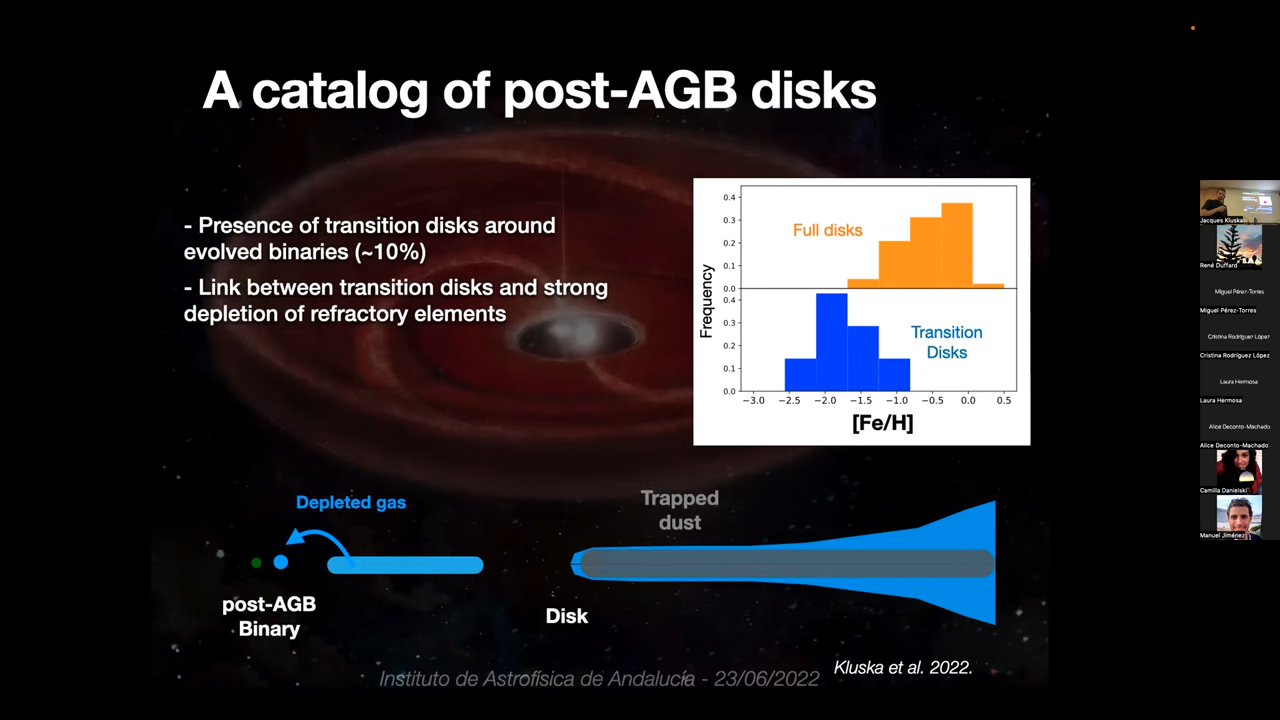 A catalog of post-AGB disks
- Presence of transition disks around
evolved binaries (~10%)
- Link between transition disks and strong
depletion of refractory elements
Frequency
0.4
0.3
0.2
0.1
0.0
Full disks
0.4
0.3
0.2
0.1
0.0
Transition
Disks
−3.0 −2.5 −2.0 −1.5 −1.0 −0.5 0.0 0.5
[Fe/H]
Depleted gas
Trapped
dust
post-AGB
Binary
Disk
Kluska et al. 2022.
Instituto de Astrofísica de Andalucía - 23/06/2022
Jacques Kluska
René Duffard
Miguel Pérez-Torres
Miguel Pérez-Torres
Cristina Rodríguez López
Cristina Rodríguez López
Laura Hermosa
Laura Hermosa
Alice Deconto-Machado
Alice Deconto-Machado
Camilla Danielski
Manuel Jiménez